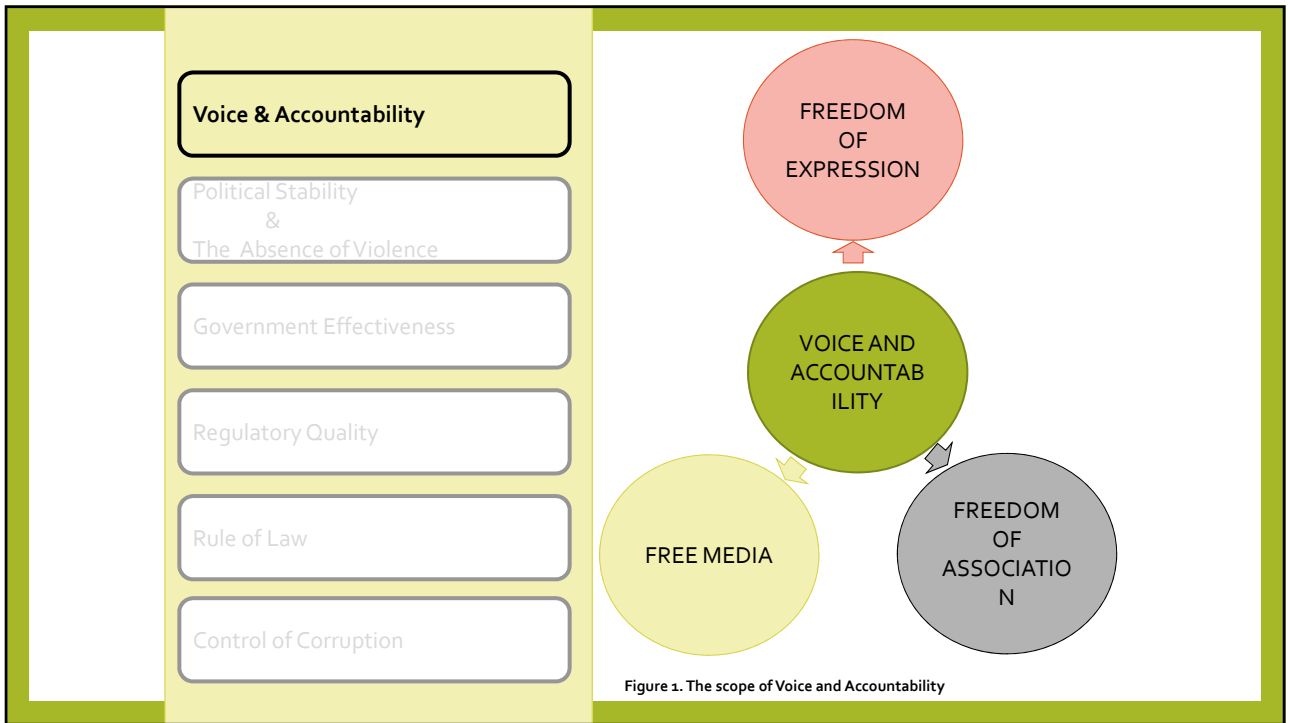 Voice & Accountability
Political Stability
&
The Absence of Violence
Government Effectiveness
Regulatory Quality
Rule of Law
Control of Corruption
FREEDOM
OF
EXPRESSION
VOICE AND
ACCOUNTAB
ILITY
FREE MEDIA
FREEDOM
OF
ASSOCIATIO
N
Figure 1. The scope of Voice and Accountability